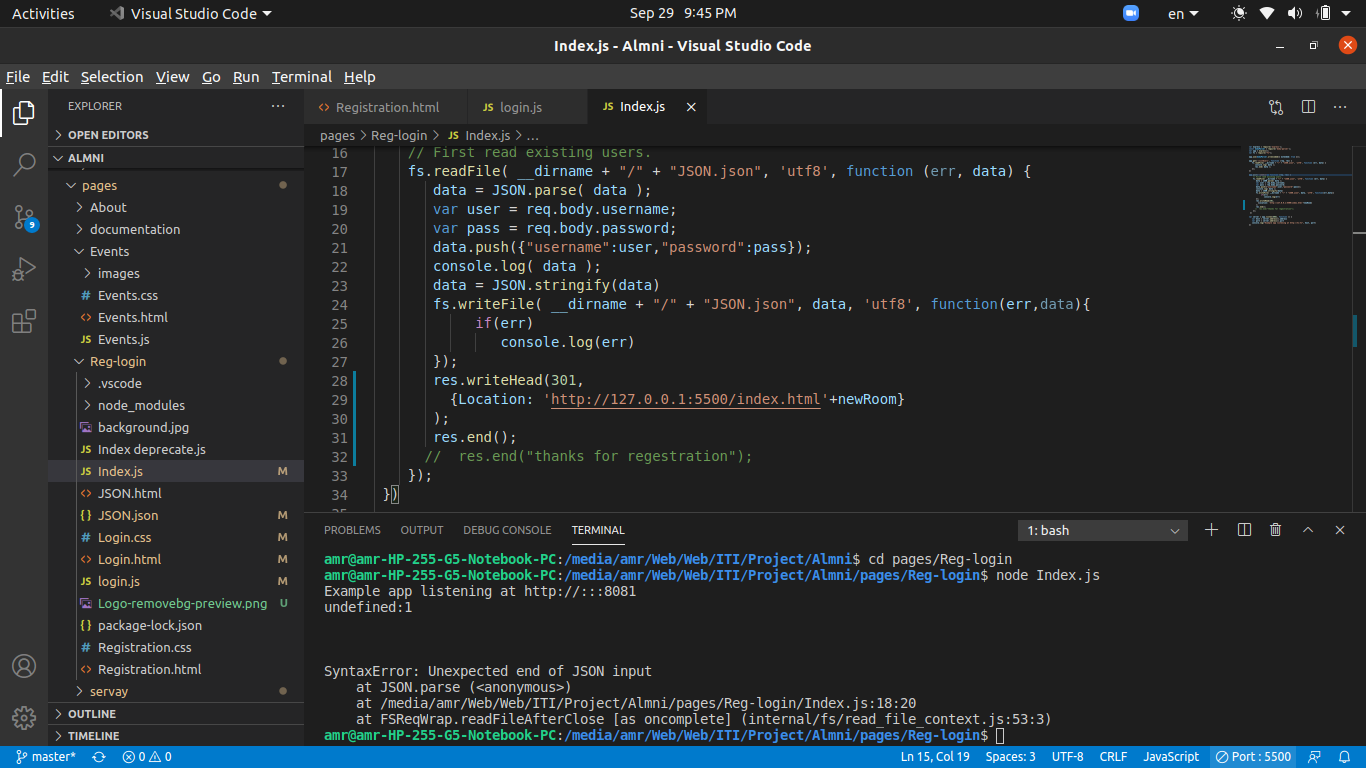 Activities Visual Studio Code Sep 29 9:45 PM en
Index.js - Almni - Visual Studio Code
File Edit Selection View Go Run Terminal Help
EXPLORER
OPEN EDITORS
ALMNI
pages
About
documentation
Events
images
# Events.css
<> Events.html
JS Events.js
Reg-login
.vscode
node_modules
background.jpg
JS Index deprecate.js
JS Index.js M
<> JSON.html
{} JSON.json M
# Login.css M
<> Login.html M
JS login.js M
Logo-removebg-preview.png U
{} package-lock.json
# Registration.css
<> Registration.html
servay
OUTLINE
TIMELINE
9
<> Registration.html JS login.js JS Index.js ×
pages > Reg-login > JS Index.js > ...
16 // First read existing users.
17 fs.readFile( __dirname + "/" + "JSON.json", 'utf8', function (err, data) {
18 data = JSON.parse( data );
19 var user = req.body.username;
20 var pass = req.body.password;
21 data.push({"username":user,"password":pass});
22 console.log( data );
23 data = JSON.stringify(data)
24 fs.writeFile( __dirname + "/" + "JSON.json", data, 'utf8', function(err,data){
25 if(err)
26 console.log(err)
27 });
28 res.writeHead(301,
29 {Location: 'http://127.0.0.1:5500/index.html'+newRoom}
30 );
31 res.end();
32 // res.end("thanks for regestration");
33 });
34 })
PROBLEMS OUTPUT DEBUG CONSOLE TERMINAL 1: bash
amr@amr-HP-255-G5-Notebook-PC:/media/amr/Web/Web/ITI/Project/Almni$ cd pages/Reg-login
amr@amr-HP-255-G5-Notebook-PC:/media/amr/Web/Web/ITI/Project/Almni/pages/Reg-login$ node Index.js
Example app listening at http://:::8081
undefined:1
SyntaxError: Unexpected end of JSON input
at JSON.parse (<anonymous>)
at /media/amr/Web/Web/ITI/Project/Almni/pages/Reg-login/Index.js:18:20
at FSReqWrap.readFileAfterClose [as oncomplete] (internal/fs/read_file_context.js:53:3)
amr@amr-HP-255-G5-Notebook-PC:/media/amr/Web/Web/ITI/Project/Almni/pages/Reg-login$
master* 0 0 Ln 15, Col 19 Spaces: 3 UTF-8 CRLF JavaScript Port : 5500